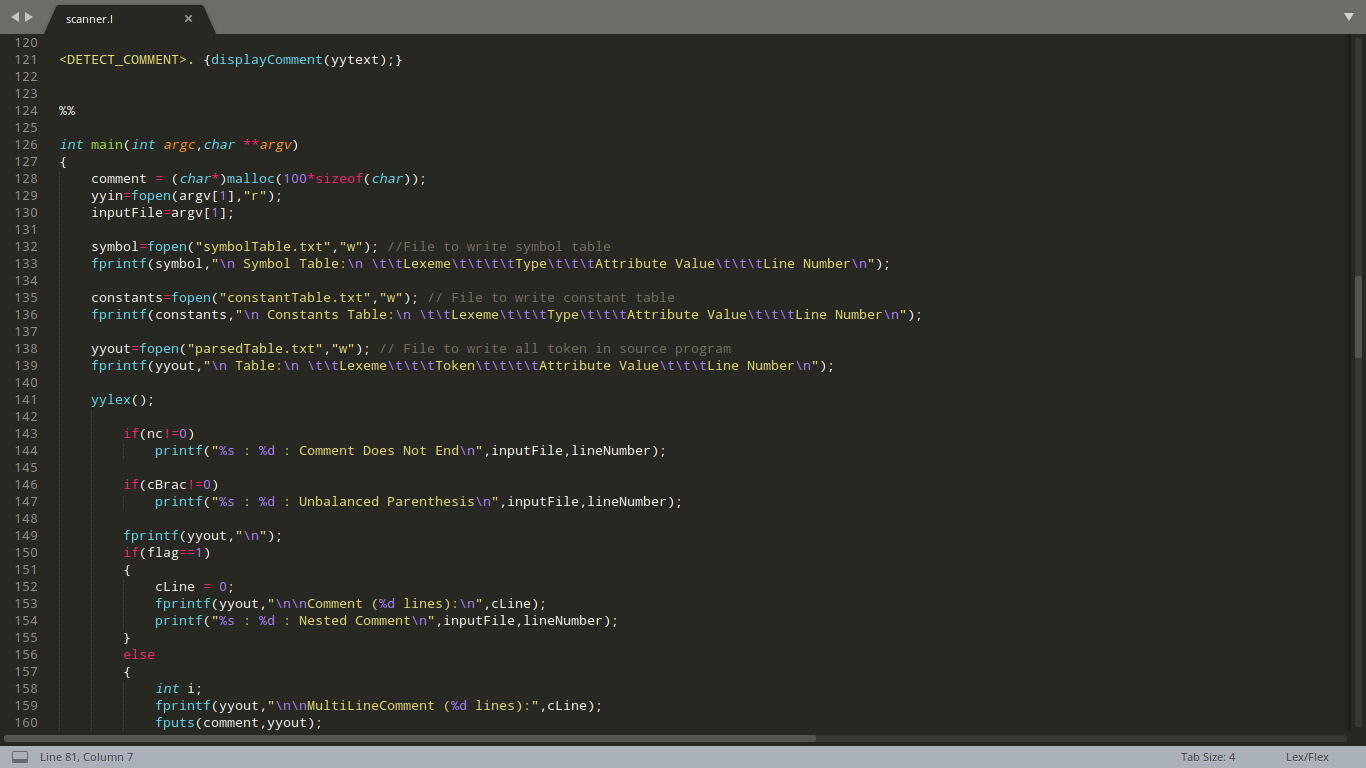 scanner.l ×
120
121 <DETECT_COMMENT>. {displayComment(yytext);}
122
123
124 %%
125
126 int main(int argc,char **argv)
127 {
128     comment = (char*)malloc(100*sizeof(char));
129     yyin=fopen(argv[1],"r");
130     inputFile=argv[1];
131
132     symbol=fopen("symbolTable.txt","w"); //File to write symbol table
133     fprintf(symbol,"\n Symbol Table:\n \t\tLexeme\t\t\t\tType\t\t\tAttribute Value\t\t\tLine Number\n");
134
135     constants=fopen("constantTable.txt","w"); // File to write constant table
136     fprintf(constants,"\n Constants Table:\n \t\tLexeme\t\t\tType\t\t\tAttribute Value\t\t\tLine Number\n");
137
138     yyout=fopen("parsedTable.txt","w"); // File to write all token in source program
139     fprintf(yyout,"\n Table:\n \t\tLexeme\t\t\tToken\t\t\t\tAttribute Value\t\t\tLine Number\n");
140
141     yylex();
142
143         if(nc!=0)
144             printf("%s : %d : Comment Does Not End\n",inputFile,lineNumber);
145
146         if(cBrac!=0)
147             printf("%s : %d : Unbalanced Parenthesis\n",inputFile,lineNumber);
148
149         fprintf(yyout,"\n");
150         if(flag==1)
151         {
152             cLine = 0;
153             fprintf(yyout,"\n\nComment (%d lines):\n",cLine);
154             printf("%s : %d : Nested Comment\n",inputFile,lineNumber);
155         }
156         else
157         {
158             int i;
159             fprintf(yyout,"\n\nMultiLineComment (%d lines):",cLine);
160             fputs(comment,yyout);
Line 81, Column 7 Tab Size: 4 Lex/Flex